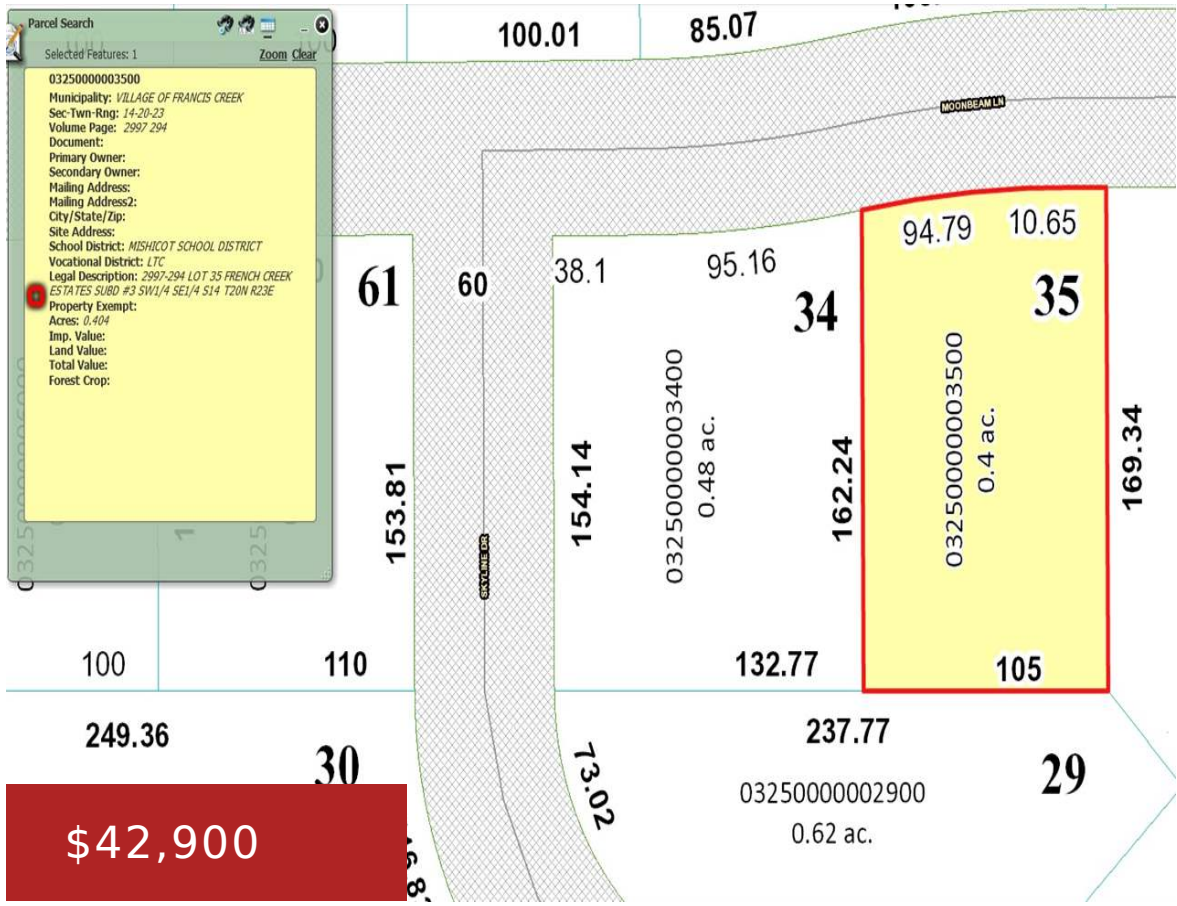 Parcel Search
Selected Features: 1
Zoom Clear
03250000003500
Municipality: VILLAGE OF FRANCIS CREEK
Sec-Twn-Rng: 14-20-23
Volume Page: 2997 294
Document:
Primary Owner:
Secondary Owner:
Mailing Address:
Mailing Address2:
City/State/Zip:
Site Address:
School District: MISHICOT SCHOOL DISTRICT
Vocational District: LTC
Legal Description: 2997-294 LOT 35 FRENCH CREEK
ESTATES SUBD #3 SW1/4 SE1/4 S14 T20N R23E
Property Exempt:
Acres: 0.404
Imp. Value:
Land Value:
Total Value:
Forest Crop:
100.01
85.07
MOONBEAM LN
61
60
38.1
95.16
34
94.79
10.65
35
03250000003400
0.48 ac.
03250000003500
0.4 ac.
153.81
154.14
162.24
169.34
SKYLINE DR
100
110
132.77
105
249.36
30
73.02
237.77
29
03250000002900
0.62 ac.
$42,900